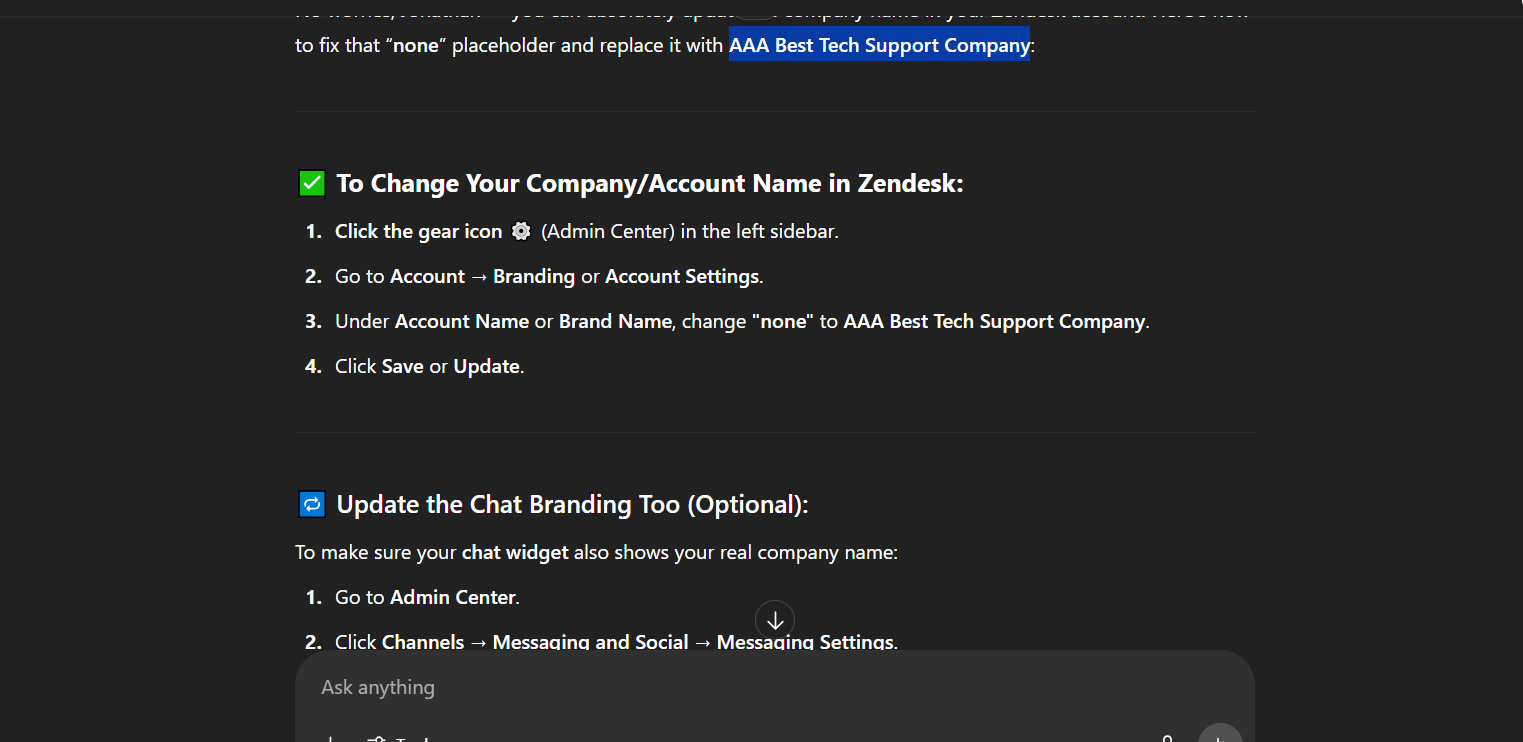 to fix that “none” placeholder and replace it with AAA Best Tech Support Company:
To Change Your Company/Account Name in Zendesk:
1. Click the gear icon (Admin Center) in the left sidebar.
2. Go to Account → Branding or Account Settings.
3. Under Account Name or Brand Name, change "none" to AAA Best Tech Support Company.
4. Click Save or Update.
Update the Chat Branding Too (Optional):
To make sure your chat widget also shows your real company name:
1. Go to Admin Center.
2. Click Channels → Messaging and Social → Messaging Settings.
Ask anything